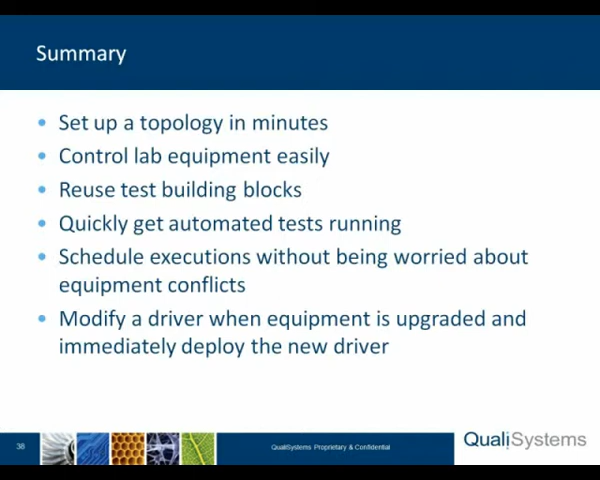 Summary
• Set up a topology in minutes
• Control lab equipment easily
• Reuse test building blocks
• Quickly get automated tests running
• Schedule executions without being worried about
equipment conflicts
• Modify a driver when equipment is upgraded and
immediately deploy the new driver
38
QualiSystems Proprietary & Confidential
QualiSystems